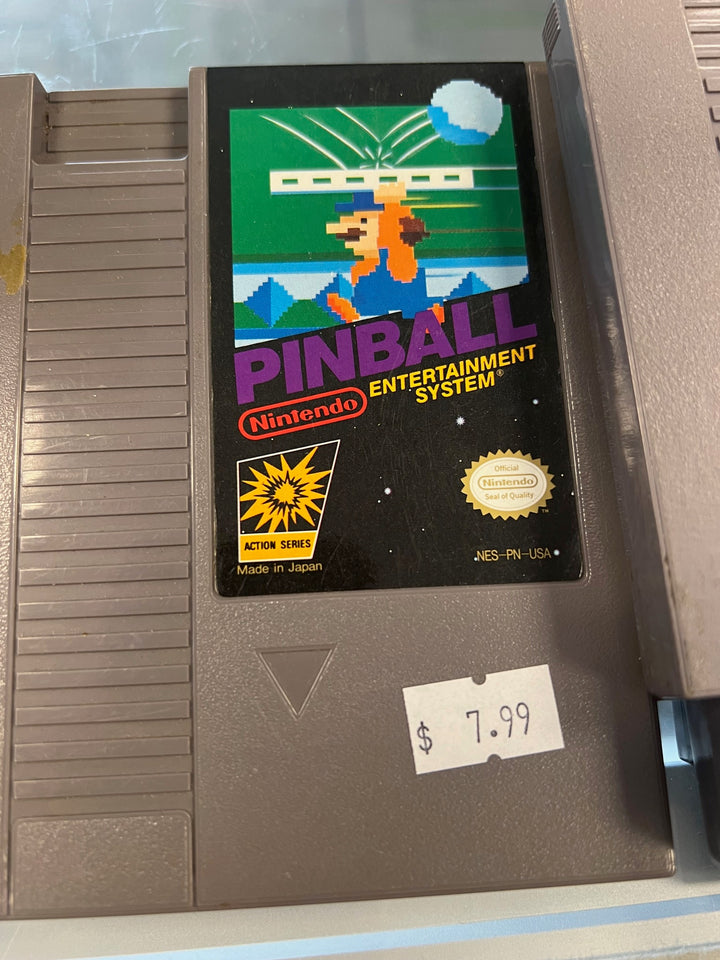 PINBALL
Nintendo
ENTERTAINMENT
SYSTEM®
ACTION SERIES
Made in Japan
Official
Nintendo
Seal of Quality
TM
NES-PN-USA
$ 7.99